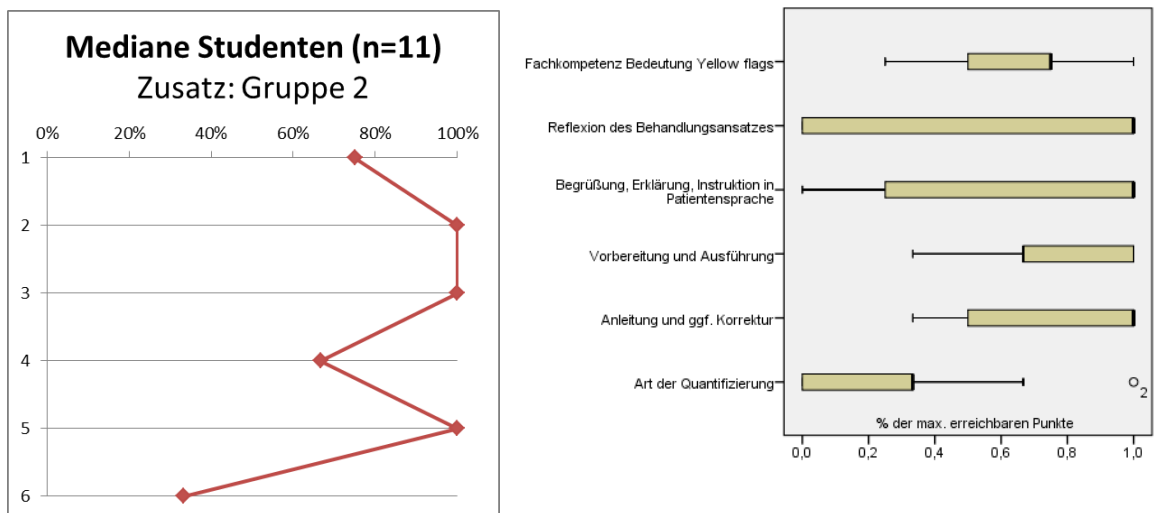 Mediane Studenten (n=11)
Zusatz: Gruppe 2
0% 20% 40% 60% 80% 100%
1
2
3
4
5
6
Fachkompetenz Bedeutung Yellow flags
Reflexion des Behandlungsansatzes
Begrüßung, Erklärung, Instruktion in
Patientensprache
Vorbereitung und Ausführung
Anleitung und ggf. Korrektur
Art der Quantifizierung
2
% der max. erreichbaren Punkte
0,0 0,2 0,4 0,6 0,8 1,0